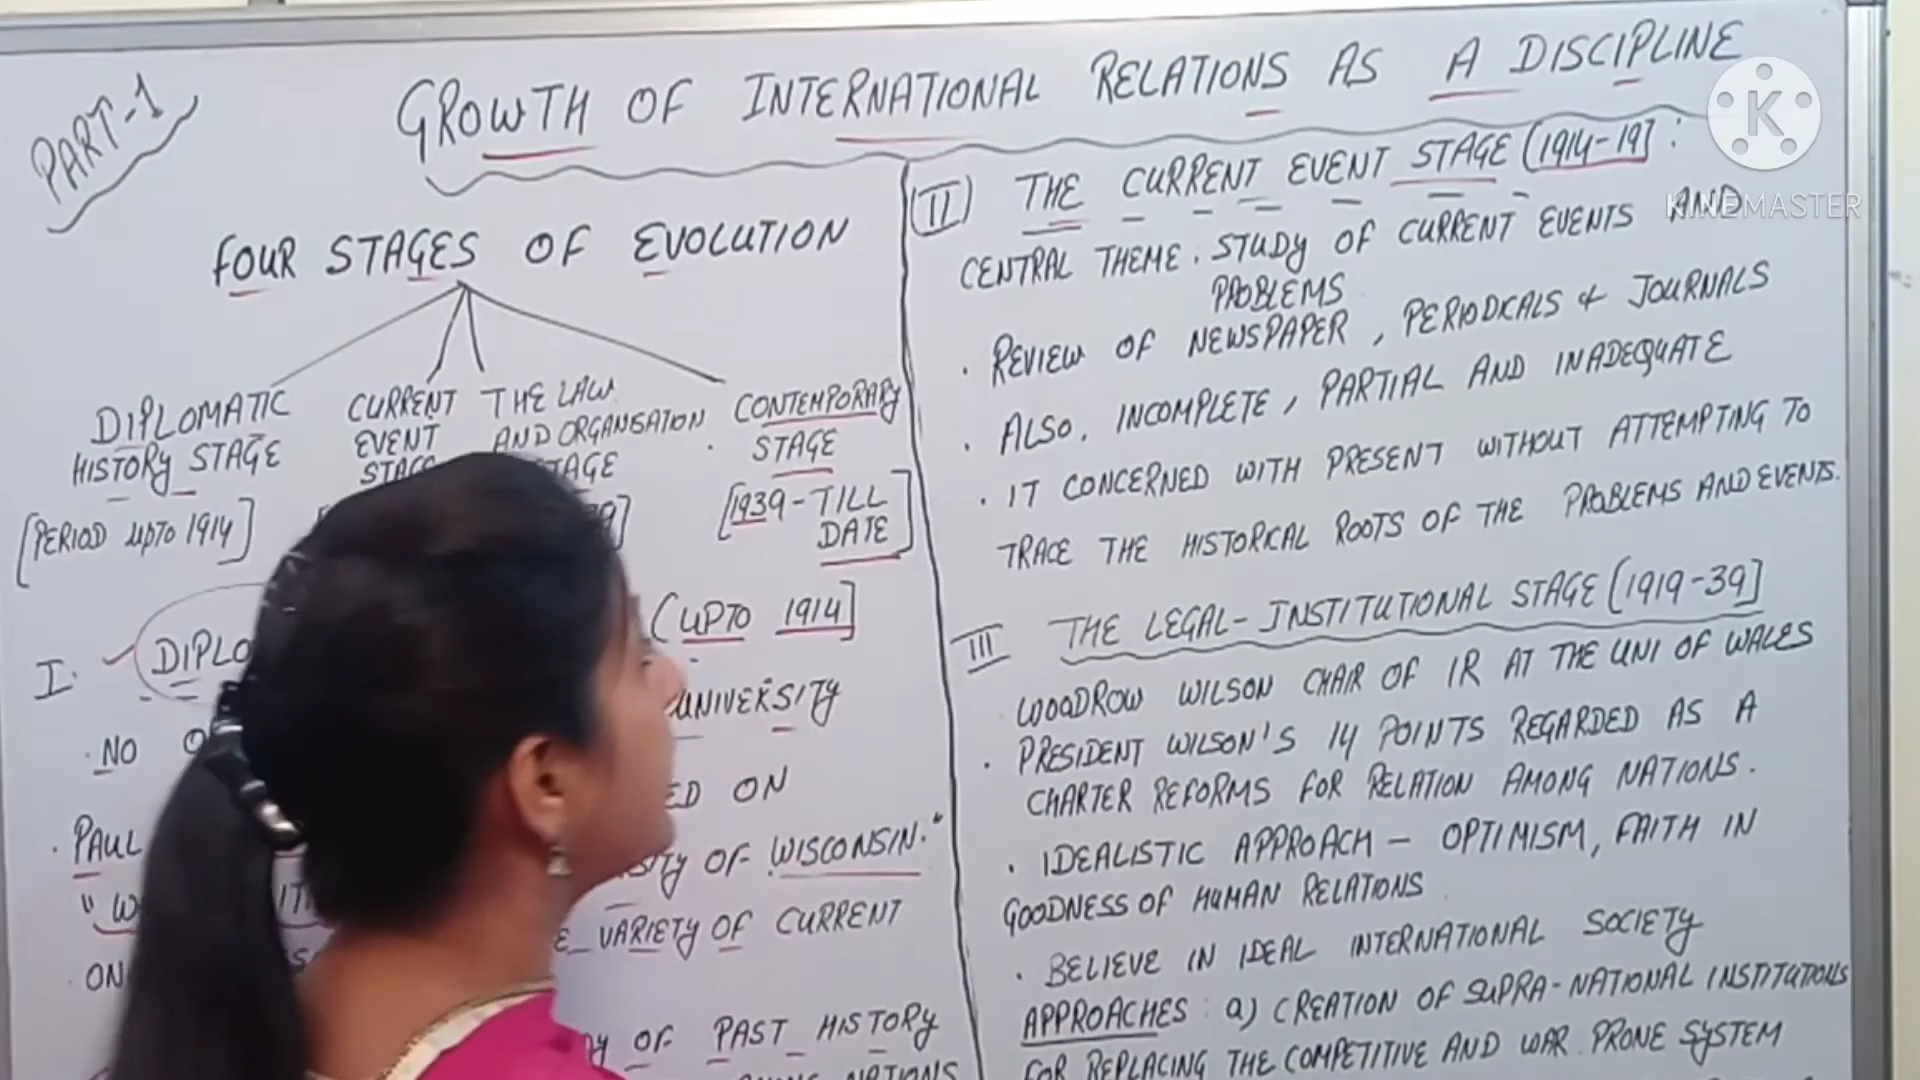 PART-1
GROWTH OF INTERNATIONAL RELATIONS AS A DISCIPLINE
K
KINEMASTER
FOUR STAGES OF EVOLUTION
DIPLOMATIC
HISTORY STAGE
[PERIOD UPTO 1914]
CURRENT
EVENT
STAGE
THE LAW
AND ORGANISATION
STAGE
CONTEMPORARY
STAGE
[1939-TILL
DATE]
I. DIPLO (UPTO 1914]
NO UNIVERSITY
ED ON
PAUL OF WISCONSIN."
ON VARIETY OF CURRENT
OF PAST HISTORY
NATIONS
II) THE CURRENT EVENT STAGE (1914-19] :
CENTRAL THEME : STUDY OF CURRENT EVENTS AND
PROBLEMS
. REVIEW OF NEWSPAPER, PERIODICALS & JOURNALS
. ALSO, INCOMPLETE, PARTIAL AND INADEQUATE
. IT CONCERNED WITH PRESENT WITHOUT ATTEMPTING TO
TRACE THE HISTORICAL ROOTS OF THE PROBLEMS AND EVENTS.
III THE LEGAL-INSTITUTIONAL STAGE [1919-39]
. WOODROW WILSON CHAIR OF IR AT THE UNI OF WALES
. PRESIDENT WILSON'S 14 POINTS REGARDED AS A
CHARTER REFORMS FOR RELATION AMONG NATIONS.
. IDEALISTIC APPROACH - OPTIMISM, FAITH IN
GOODNESS OF HUMAN RELATIONS
. BELIEVE IN IDEAL INTERNATIONAL SOCIETY
APPROACHES : a) CREATION OF SUPRA-NATIONAL INSTITUTIONS
FOR REPLACING THE COMPETITIVE AND WAR PRONE SYSTEM